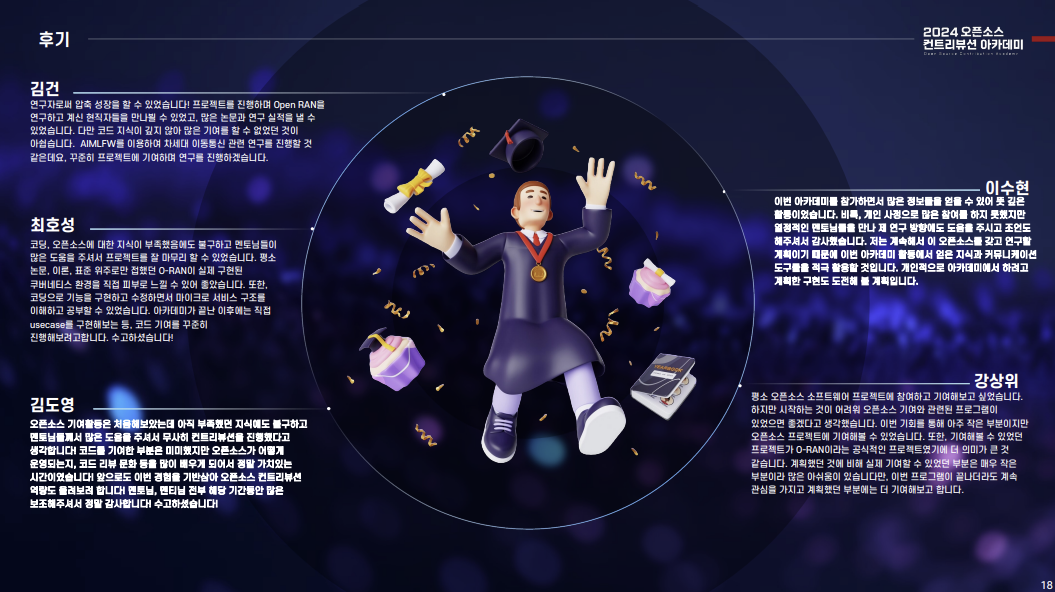 후기
2024 오픈소스
컨트리뷰션 아카데미
Open Source Contribution Academy
김건
연구자로써 압축 성장을 할 수 있었습니다! 프로젝트를 진행하며 Open RAN을
연구하고 계신 현직자들을 만나뵐 수 있었고, 많은 논문과 연구 실적을 낼 수
있었습니다. 다만 코드 지식이 깊지 않아 많은 기여를 할 수 없었던 것이
아쉽습니다. AIMLFW를 이용하여 차세대 이동통신 관련 연구를 진행할 것
같은데요, 꾸준히 프로젝트에 기여하며 연구를 진행하겠습니다.
최호성
코딩, 오픈소스에 대한 지식이 부족했음에도 불구하고 멘토님들이
많은 도움을 주셔서 프로젝트를 잘 마무리 할 수 있었습니다. 평소
논문, 이론, 표준 위주로만 접했던 O-RAN이 실제 구현된
쿠버네티스 환경을 직접 피부로 느낄 수 있어 좋았습니다. 또한,
코딩으로 기능을 구현하고 수정하면서 마이크로 서비스 구조를
이해하고 공부할 수 있었습니다. 아카데미가 끝난 이후에는 직접
usecase를 구현해보는 등, 코드 기여를 꾸준히
진행해보려고합니다. 수고하셨습니다!
김도영
오픈소스 기여활동은 처음해보았는데 아직 부족했던 지식에도 불구하고
멘토님들께서 많은 도움을 주셔서 무사히 컨트리뷰션을 진행했다고
생각합니다! 코드를 기여한 부분은 미미했지만 오픈소스가 어떻게
운영되는지, 코드 리뷰 문화 등을 많이 배우게 되어서 정말 가치있는
시간이였습니다! 앞으로도 이번 경험을 기반삼아 오픈소스 컨트리뷰션
역량도 올려보려 합니다! 멘토님, 멘티님 전부 해당 기간동안 많은
보조해주셔서 정말 감사합니다! 수고하셨습니다!
이수현
이번 아카데미를 참가하면서 많은 정보들을 얻을 수 있어 뜻 깊은
활동이었습니다. 비록, 개인 사정으로 많은 참여를 하지 못했지만
열정적인 멘토님들을 만나 제 연구 방향에도 도움을 주시고 조언도
해주셔서 감사했습니다. 저는 계속해서 이 오픈소스를 갖고 연구할
계획이기 때문에 이번 아카데미 활동에서 얻은 지식과 커뮤니케이션
도구들을 적극 활용할 것입니다. 개인적으로 아카데미에서 하려고
계획한 구현도 도전해 볼 계획입니다.
강상위
평소 오픈소스 소프트웨어 프로젝트에 참여하고 기여해보고 싶었습니다.
하지만 시작하는 것이 어려워 오픈소스 기여와 관련된 프로그램이
있었으면 좋겠다고 생각했습니다. 이번 기회를 통해 아주 작은 부분이지만
오픈소스 프로젝트에 기여해볼 수 있었습니다. 또한, 기여해볼 수 있었던
프로젝트가 O-RAN이라는 공식적인 프로젝트였기에 더 의미가 큰 것
같습니다. 계획했던 것에 비해 실제 기여할 수 있었던 부분은 매우 작은
부분이라 많은 아쉬움이 있습니다만, 이번 프로그램이 끝나더라도 계속
관심을 가지고 계획했던 부분에는 더 기여해보고 합니다.
YEARBOOK
18